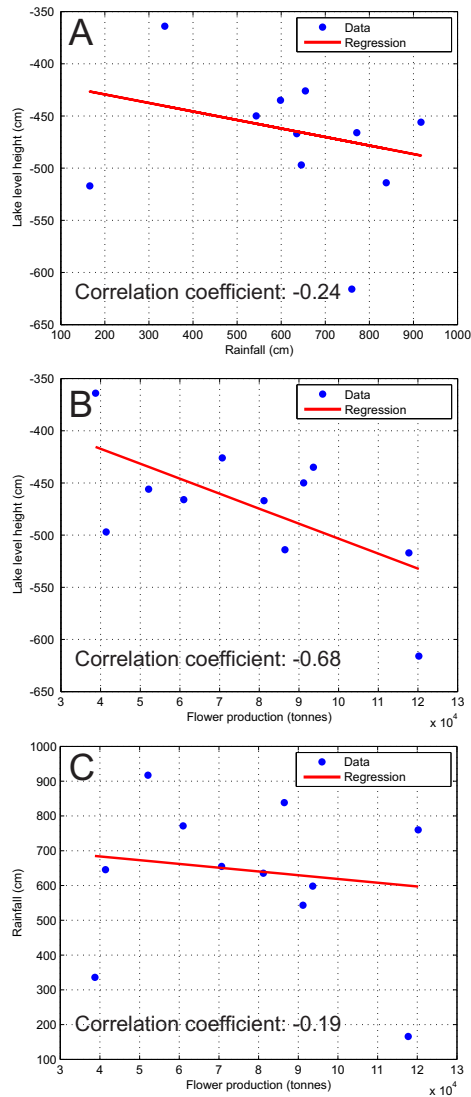 A
Data
Regression
Lake level height (cm)
-350
-400
-450
-500
-550
-600
-650
Correlation coefficient: -0.24
100 200 300 400 500 600 700 800 900 1000
Rainfall (cm)
B
Data
Regression
Lake level height (cm)
-350
-400
-450
-500
-550
-600
-650
Correlation coefficient: -0.68
3 4 5 6 7 8 9 10 11 12 13
Flower production (tonnes)
x 10⁴
C
Data
Regression
Rainfall (cm)
1000
900
800
700
600
500
400
300
200
100
Correlation coefficient: -0.19
3 4 5 6 7 8 9 10 11 12 13
Flower production (tonnes)
x 10⁴